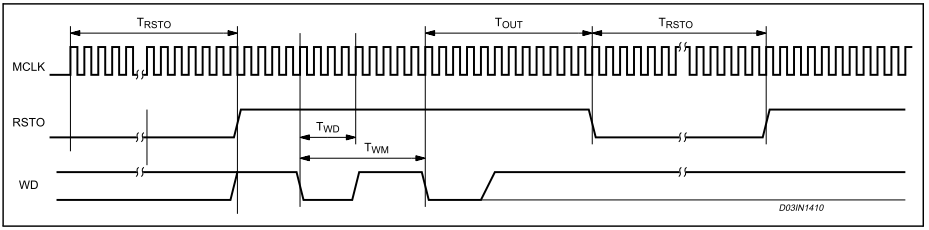 TRSTO TOUT TRSTO
MCLK
RSTO
TWD
TWM
WD
D03IN1410